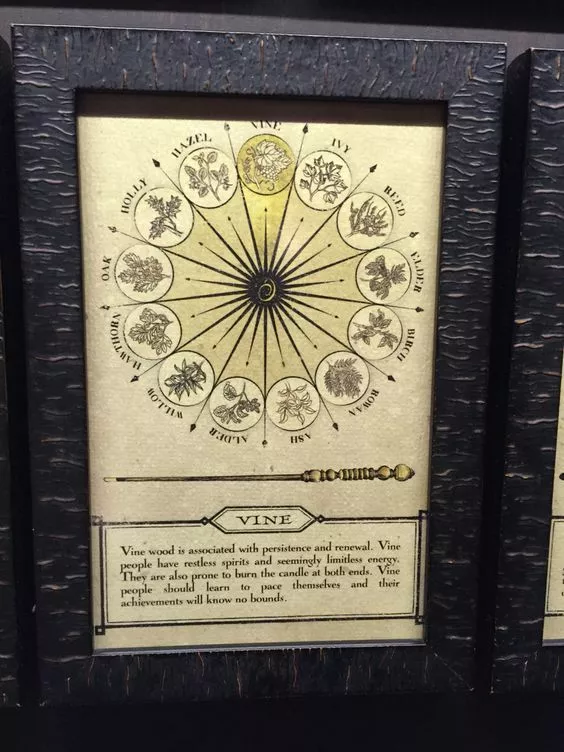 VINE
IVY
REED
ELDER
BIRCH
ROWAN
ASH
ALDER
WILLOW
HAWTHORN
OAK
HOLLY
HAZEL
VINE
Vine wood is associated with persistence and renewal. Vine
people have restless spirits and seemingly limitless energy.
They are also prone to burn the candle at both ends. Vine
people should learn to pace themselves and their
achievements will know no bounds.